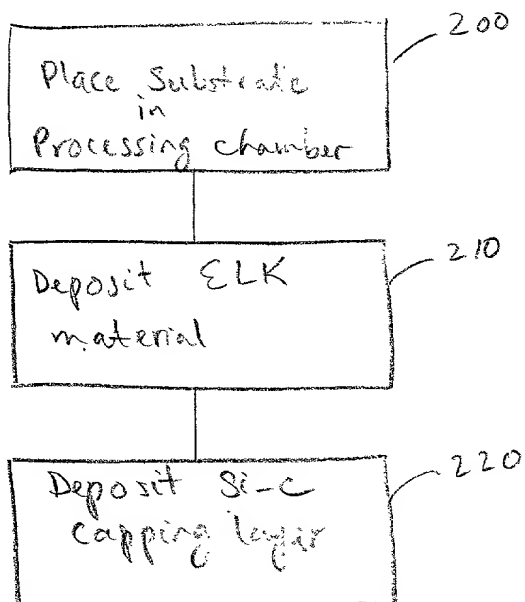 200
Place Substrate
in
Processing chamber
210
Deposit ELK
material
220
Deposit Si-C
capping layer